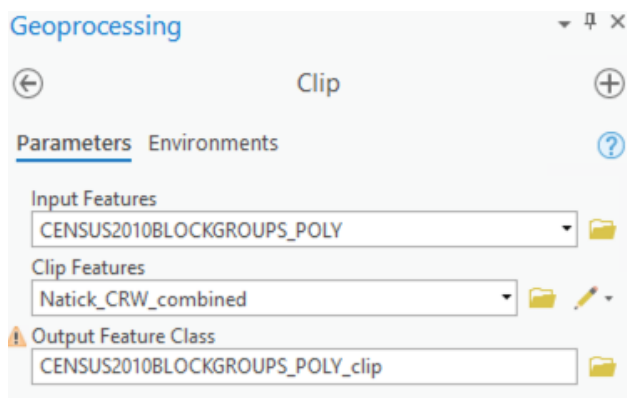 Geoprocessing
Clip
Parameters Environments
Input Features
CENSUS2010BLOCKGROUPS_POLY
Clip Features
Natick_CRW_combined
Output Feature Class
CENSUS2010BLOCKGROUPS_POLY_clip